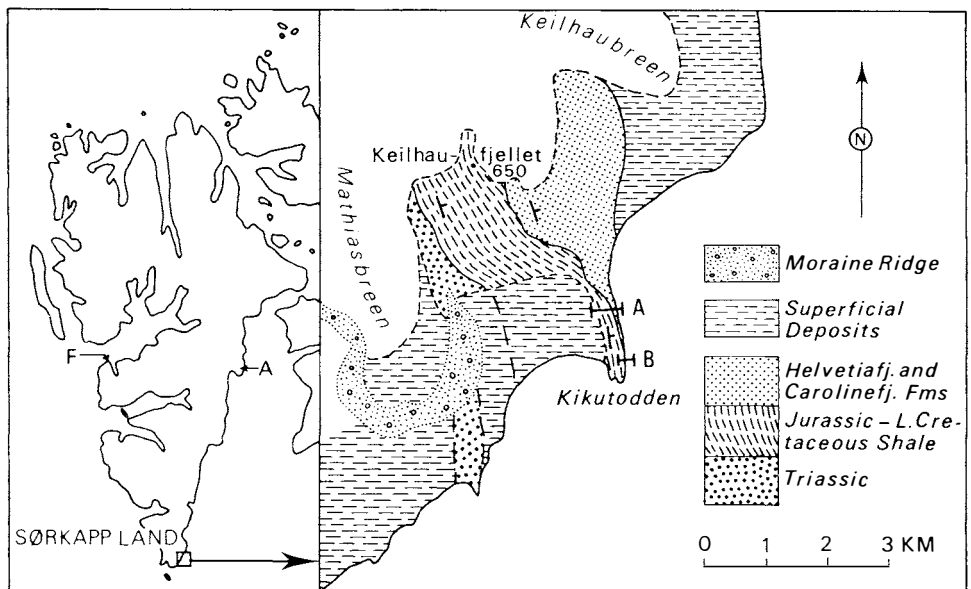 Keilhaubreen
N
Keilhau-fjellet
650
Mathiasbreen
F
A
A
B
Kikutodden
SØRKAPP LAND
Moraine Ridge
Superficial
Deposits
Helvetiafj. and
Carolinefj. Fms
Jurassic – L. Cre-
taceous Shale
Triassic
0 1 2 3 KM